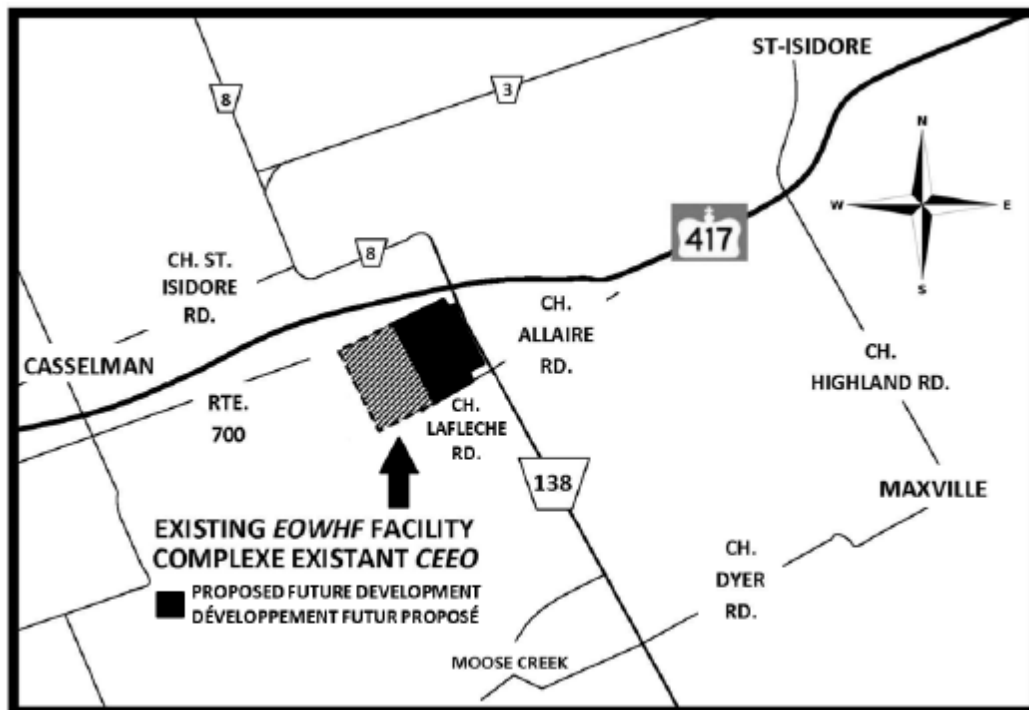 ST-ISIDORE
8
3
N
W
E
S
417
CH. ST.
ISIDORE
RD.
8
CH.
ALLAIRE
RD.
CASSELMAN
RTE.
700
CH.
LAFLECHE
RD.
CH.
HIGHLAND RD.
138
MAXVILLE
EXISTING EOWHF FACILITY
COMPLEXE EXISTANT CEEO
PROPOSED FUTURE DEVELOPMENT
DÉVELOPPEMENT FUTUR PROPOSÉ
CH.
DYER
RD.
MOOSE CREEK